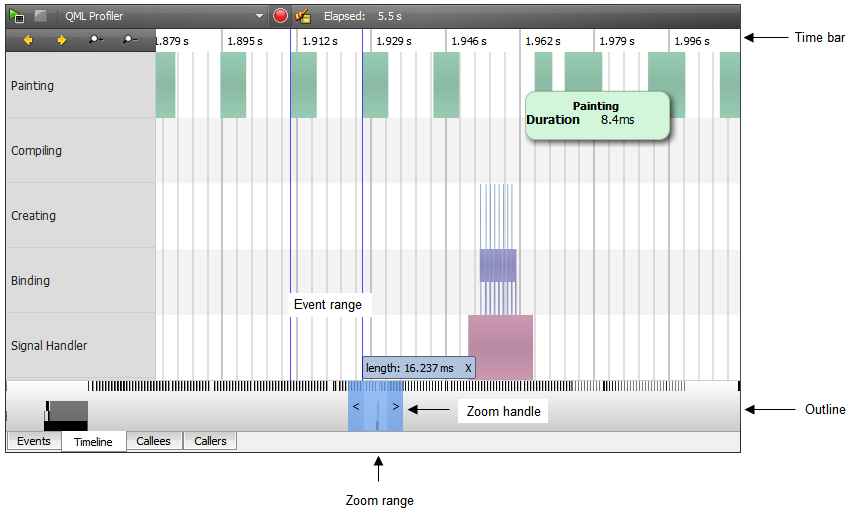 QML Profiler Elapsed: 5.5 s
1.879 s 1.895 s 1.912 s 1.929 s 1.946 s 1.962 s 1.979 s 1.996 s
Time bar
Painting
Painting
Duration 8.4ms
Compiling
Creating
Binding
Event range
Signal Handler
length: 16.237 ms X
< >
Zoom handle
Outline
Events Timeline Callees Callers
Zoom range